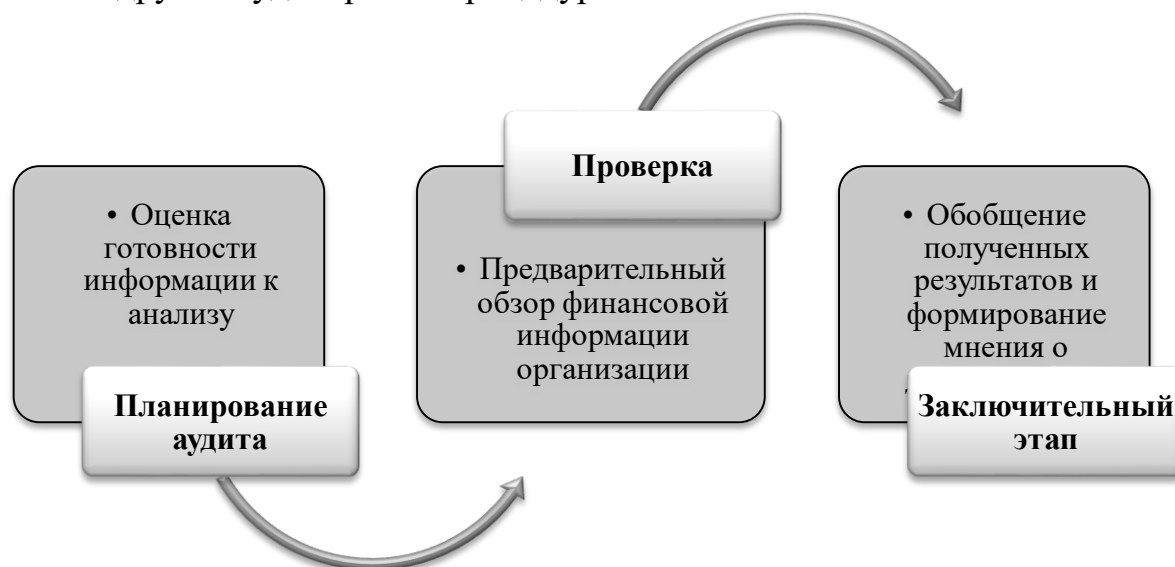 • Оценка
готовности
информации к
анализу
Планирование
аудита
Проверка
• Предварительный
обзор финансовой
информации
организации
• Обобщение
полученных
результатов и
формирование
мнения о
Заключительный
этап